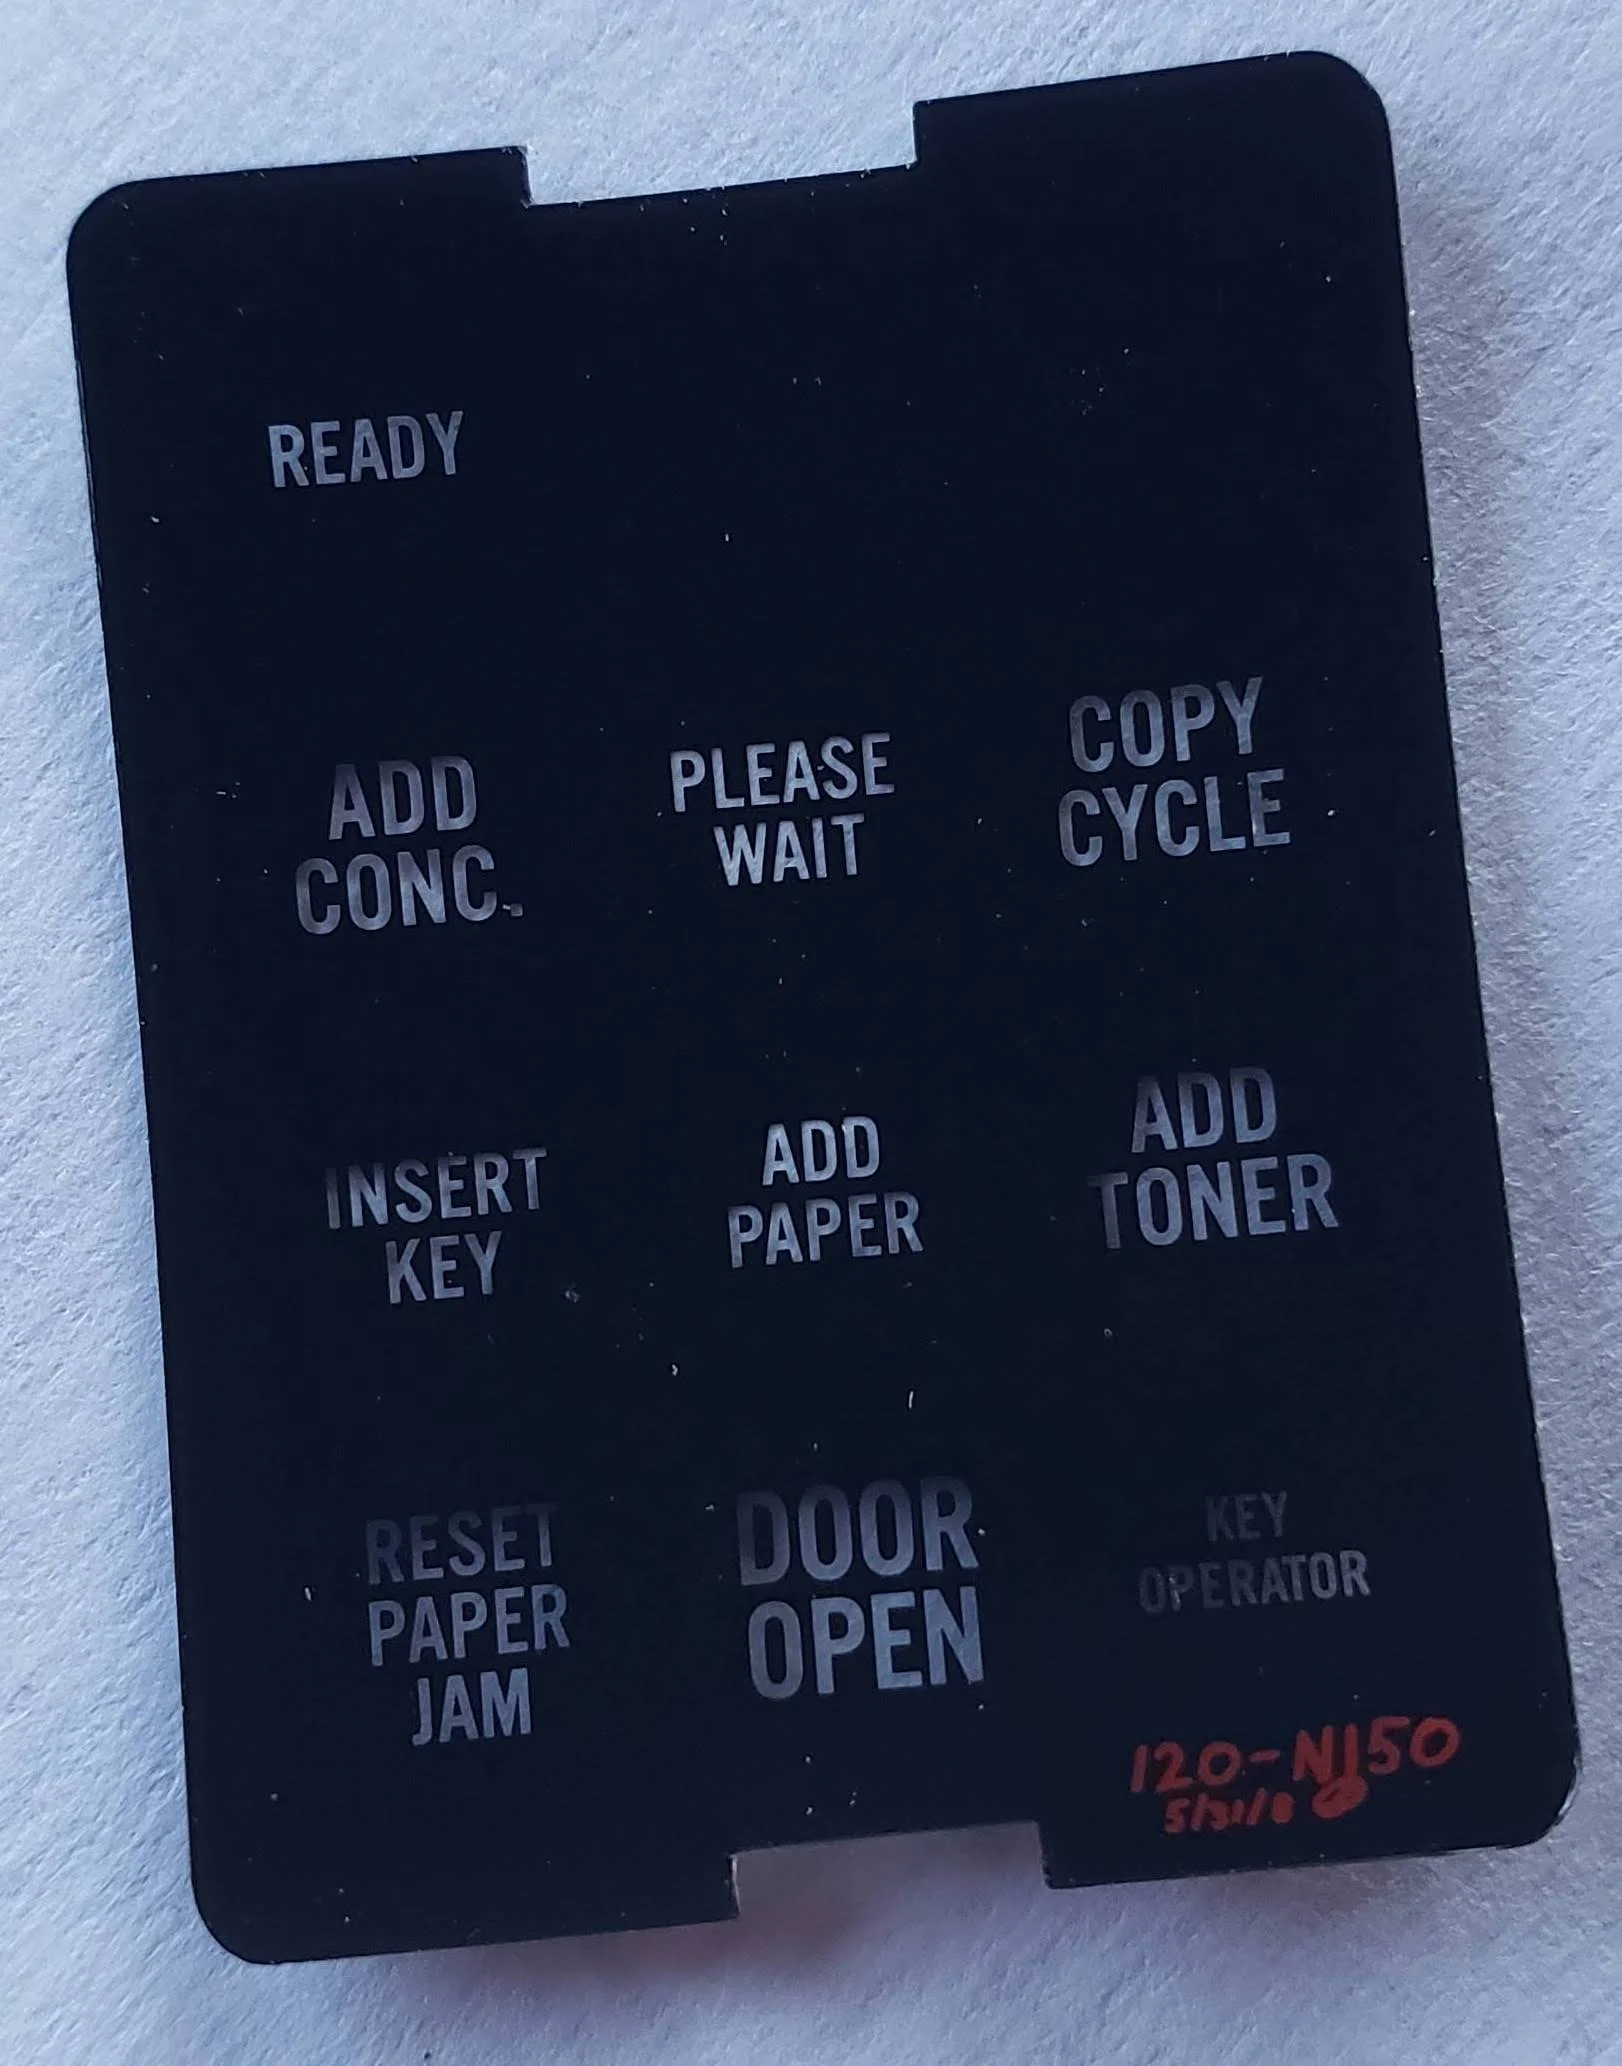 READY
ADD
CONC.
PLEASE
WAIT
COPY
CYCLE
INSERT
KEY
ADD
PAPER
ADD
TONER
RESET
PAPER
JAM
DOOR
OPEN
KEY
OPERATOR
120-NJ50